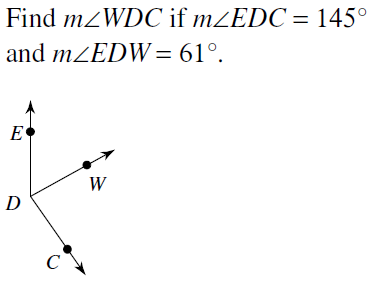 Find m∠WDC if m∠EDC = 145°
and m∠EDW = 61°.
E
W
D
C